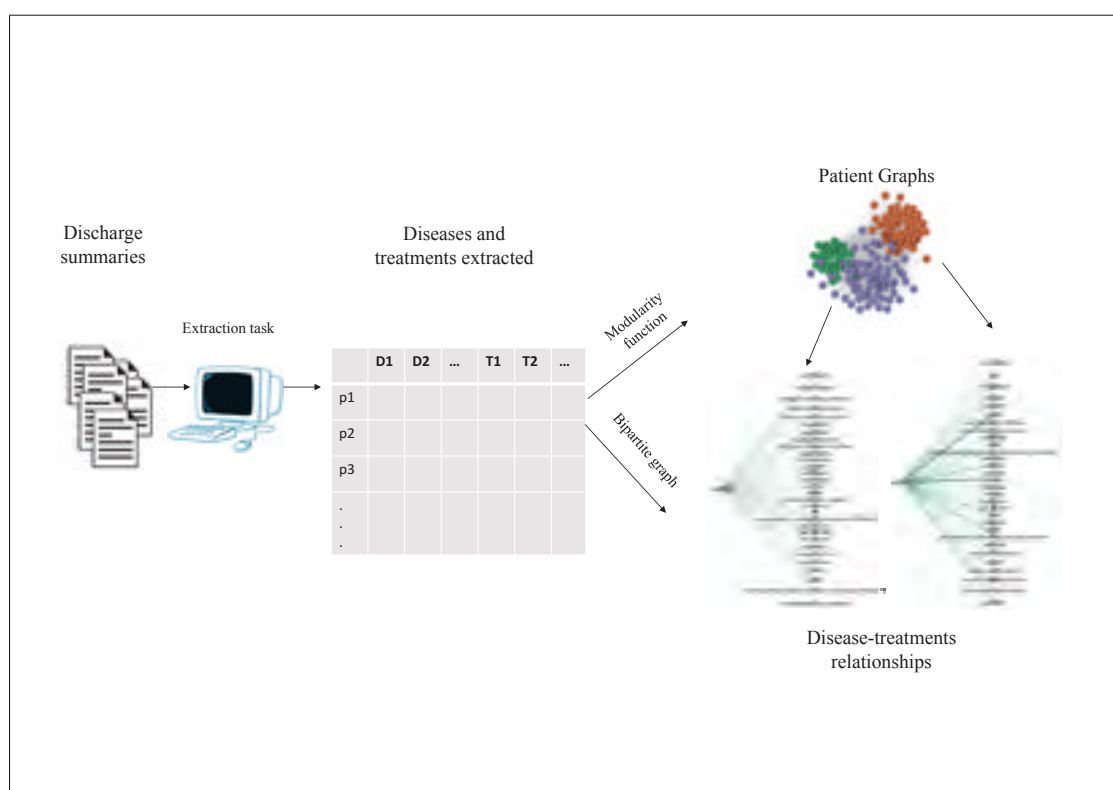 Patient Graphs
Discharge
summaries
Diseases and
treatments extracted
Extraction task
Modularity
function
D1 D2 ... T1 T2 ...
p1
p2
p3
.
.
.
Bipartite graph
Disease-treatments
relationships